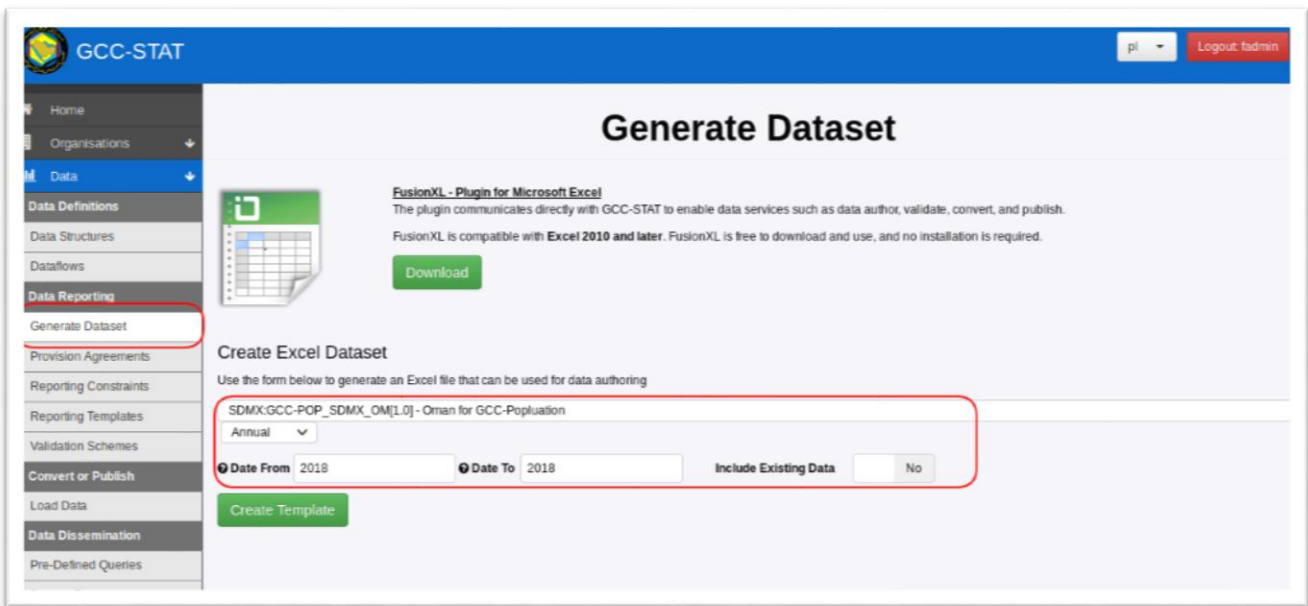 GCC-STAT
pl
Logout: fadmin
Home
Organisations
Data
Data Definitions
Data Structures
Dataflows
Data Reporting
Generate Dataset
Provision Agreements
Reporting Constraints
Reporting Templates
Validation Schemes
Convert or Publish
Load Data
Data Dissemination
Pre-Defined Queries
Generate Dataset
FusionXL - Plugin for Microsoft Excel
The plugin communicates directly with GCC-STAT to enable data services such as data author, validate, convert, and publish.
FusionXL is compatible with Excel 2010 and later. FusionXL is free to download and use, and no installation is required.
Download
Create Excel Dataset
Use the form below to generate an Excel file that can be used for data authoring
SDMX:GCC-POP_SDMX_OM[1.0] - Oman for GCC-Popluation
Annual
Date From 2018 Date To 2018 Include Existing Data No
Create Template